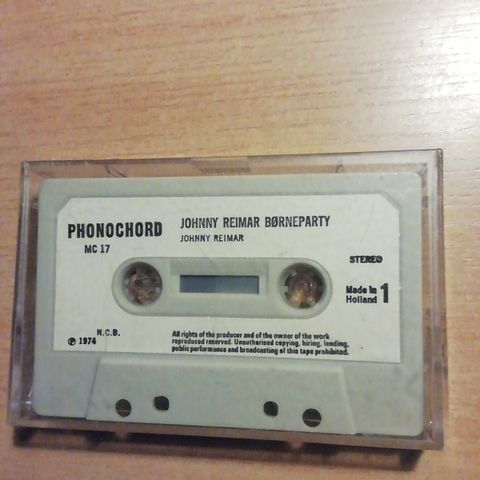 PHONOCHORD
MC 17
JOHNNY REIMAR BØRNEPARTY
JOHNNY REIMAR
STEREO
Made in
Holland 1
N.C.B.
℗ 1974
All rights of the producer and of the owner of the work
reproduced reserved. Unauthorised copying, hiring, lending,
public performance and broadcasting of this tape prohibited.